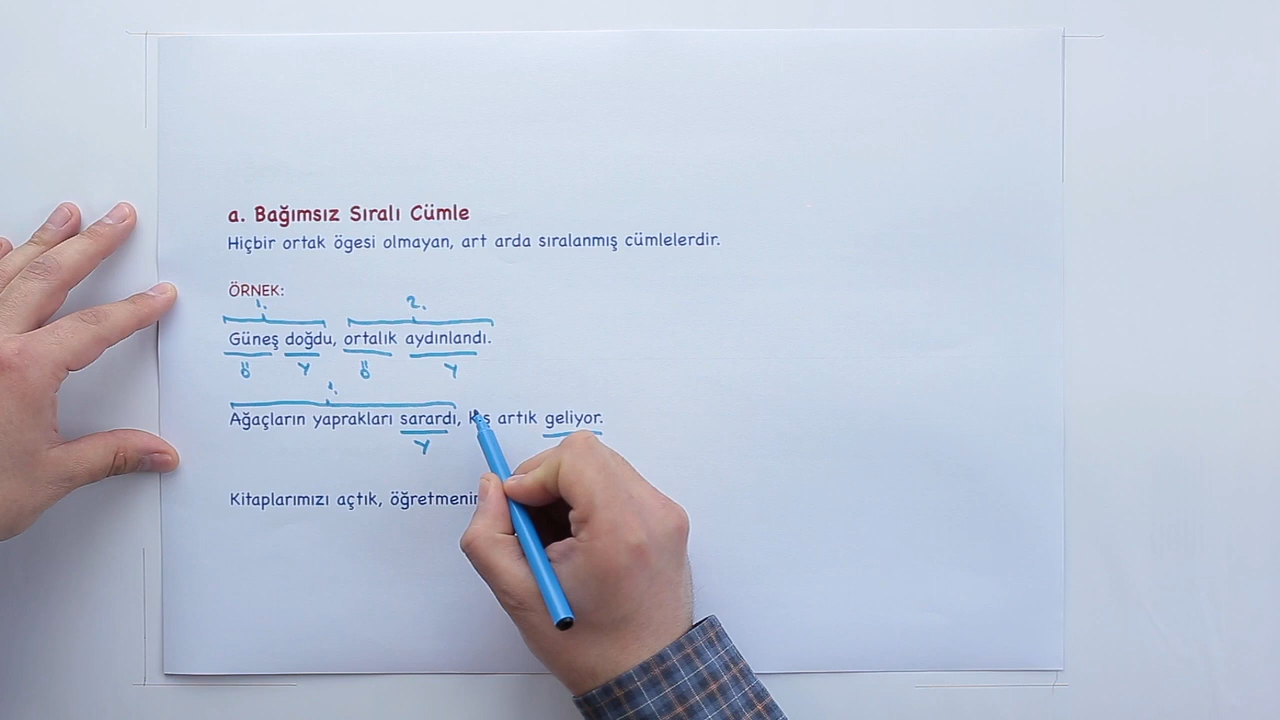 a. Bağımsız Sıralı Cümle
Hiçbir ortak ögesi olmayan, art arda sıralanmış cümlelerdir.
ÖRNEK:
1. 2.
Güneş doğdu, ortalık aydınlandı.
Ö Y Ö Y
1.
Ağaçların yaprakları sarardı, kış artık geliyor.
Y
Kitaplarımızı açtık,